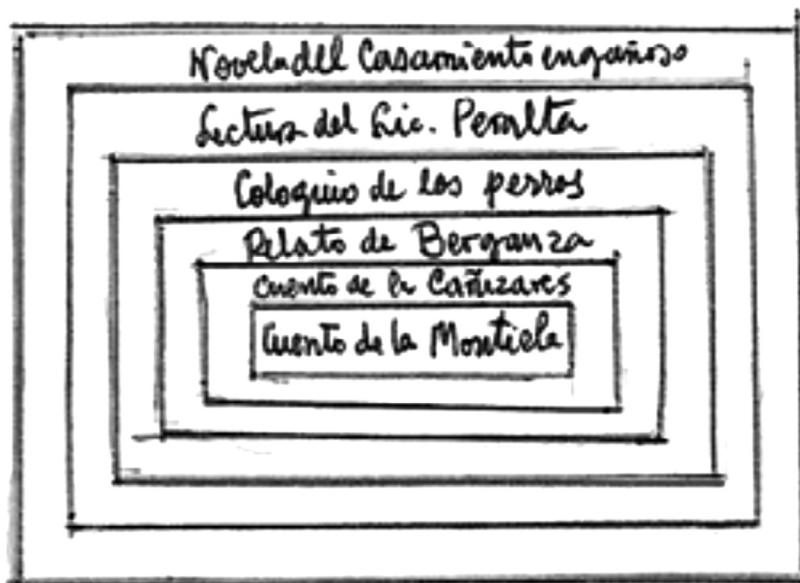 Novela del Casamiento engañoso
Lectura del Lic. Peralta
Coloquio de los perros
Relato de Berganza
Cuento de la Cañizares
Cuento de la Montiela